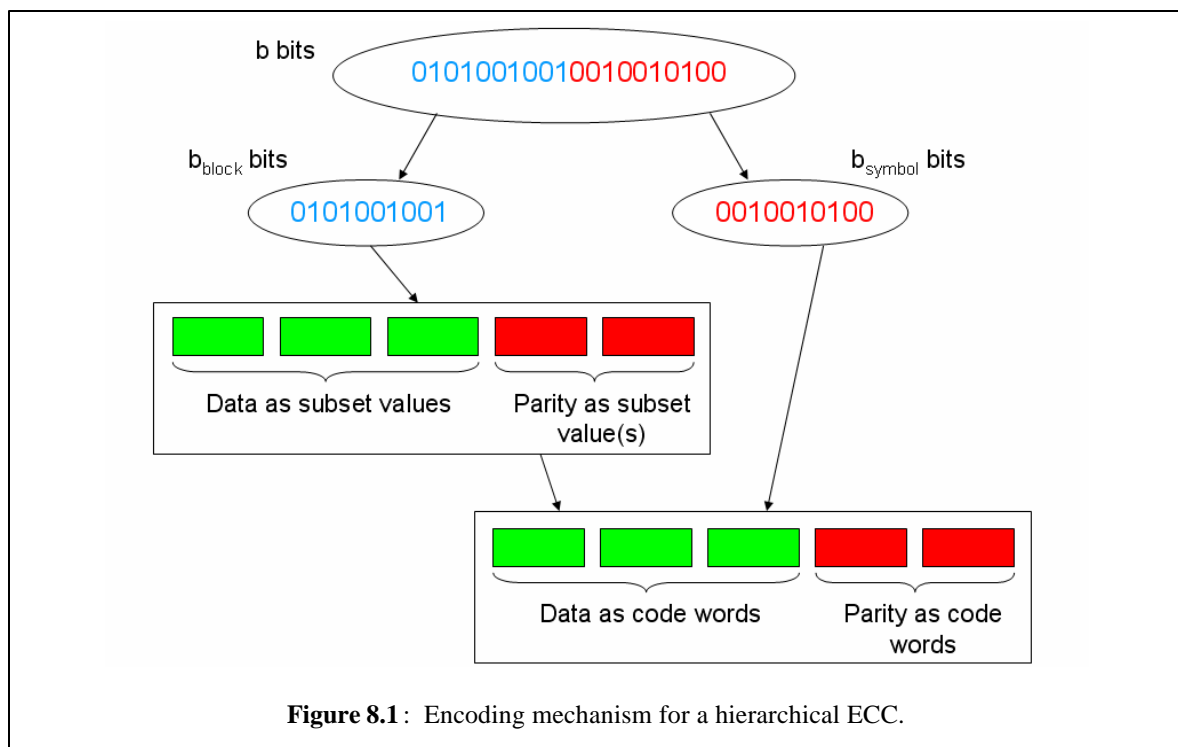 b bits
01010010010010010100
b_block bits
b_symbol bits
0101001001
0010010100
Data as subset values
Parity as subset
value(s)
Data as code words
Parity as code
words
Figure 8.1: Encoding mechanism for a hierarchical ECC.